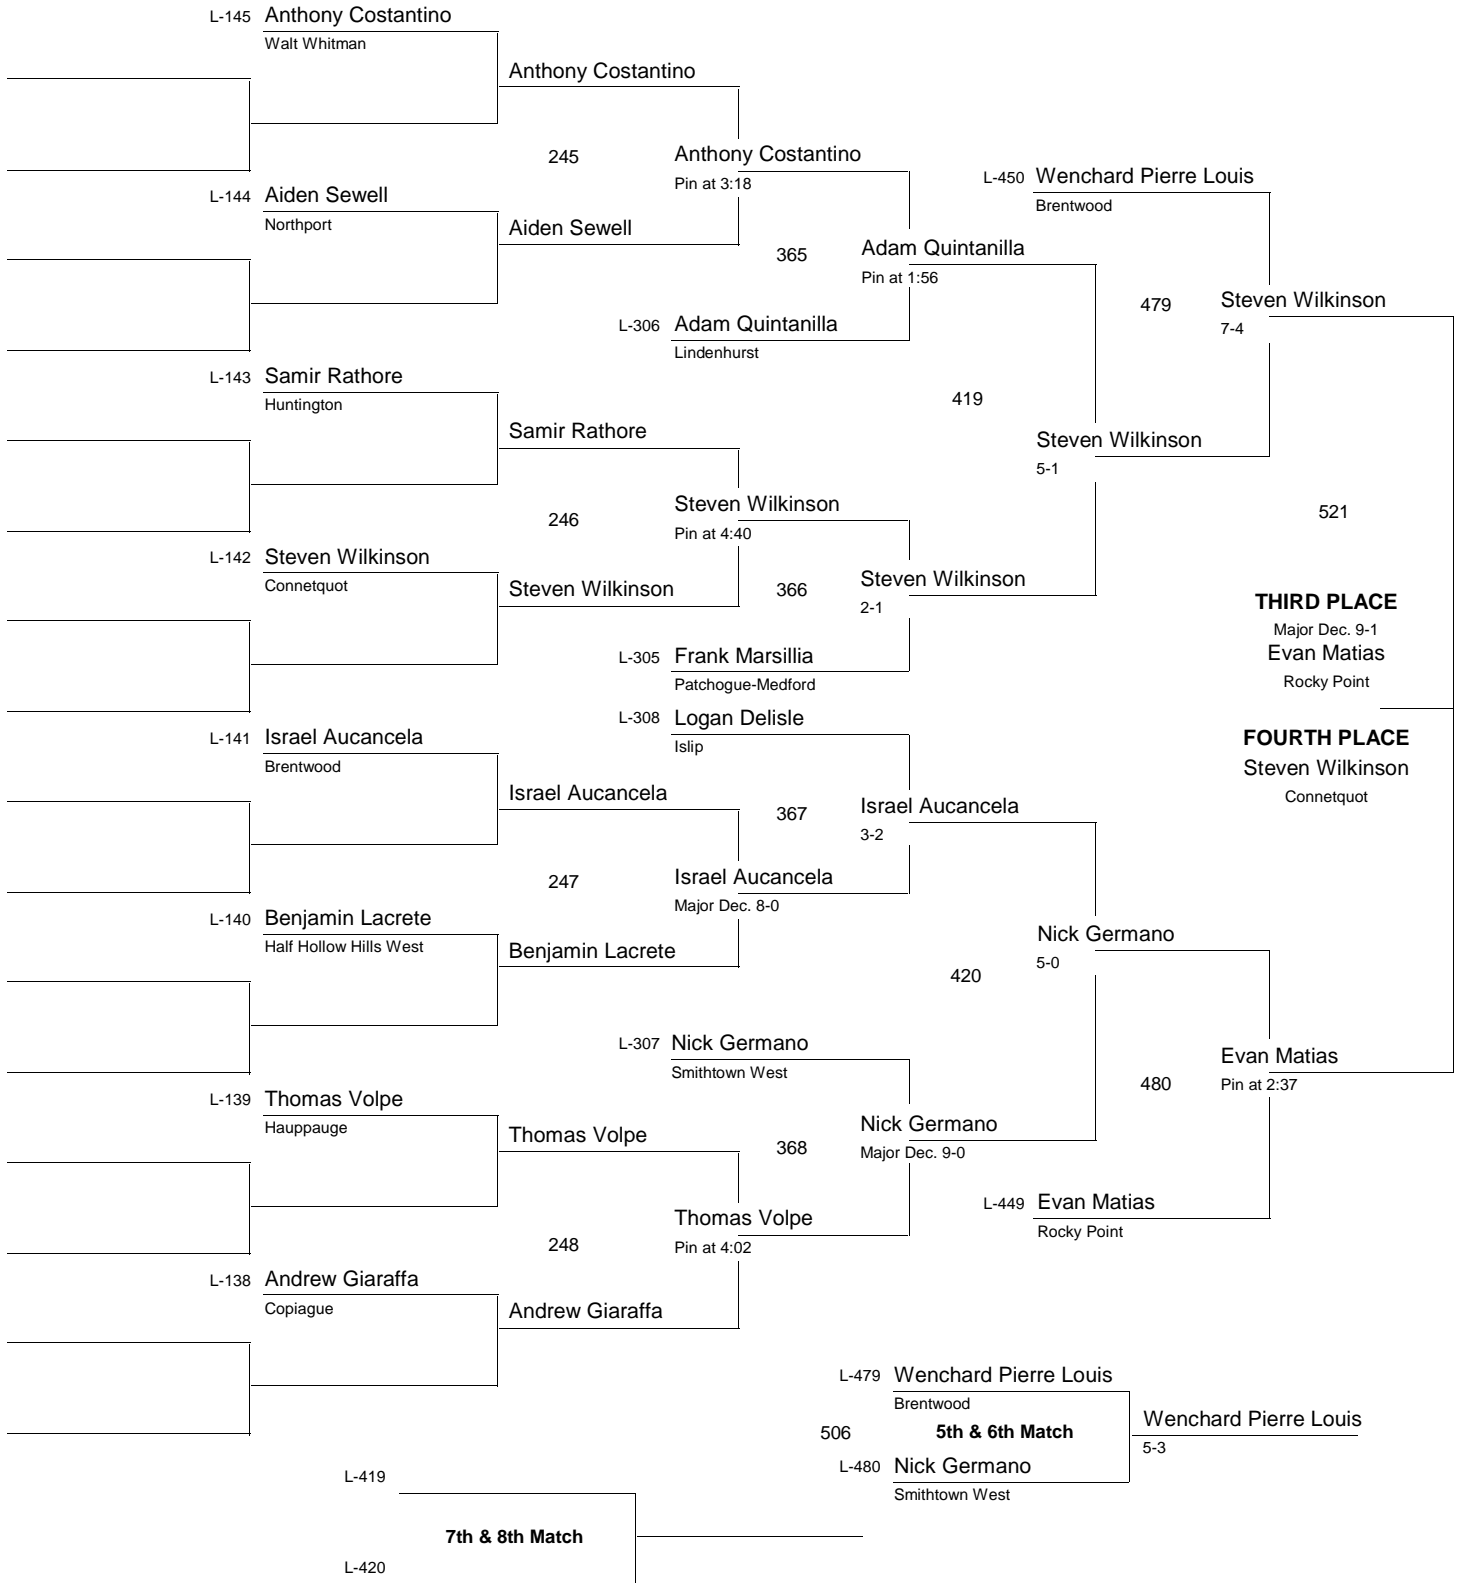 L-145 Anthony Costantino
Walt Whitman
Anthony Costantino
245
Anthony Costantino
Pin at 3:18
L-450 Wenchard Pierre Louis
Brentwood
L-144 Aiden Sewell
Northport
Aiden Sewell
365
Adam Quintanilla
Pin at 1:56
479
Steven Wilkinson
7-4
L-306 Adam Quintanilla
Lindenhurst
L-143 Samir Rathore
Huntington
419
Samir Rathore
Steven Wilkinson
5-1
246
Steven Wilkinson
Pin at 4:40
521
L-142 Steven Wilkinson
Connetquot
Steven Wilkinson
366
Steven Wilkinson
2-1
THIRD PLACE
Major Dec. 9-1
Evan Matias
Rocky Point
L-305 Frank Marsillia
Patchogue-Medford
L-308 Logan Delisle
Islip
L-141 Israel Aucancela
Brentwood
FOURTH PLACE
Steven Wilkinson
Connetquot
Israel Aucancela
367
Israel Aucancela
3-2
247
Israel Aucancela
Major Dec. 8-0
L-140 Benjamin Lacrete
Half Hollow Hills West
Benjamin Lacrete
Nick Germano
5-0
420
L-307 Nick Germano
Smithtown West
Evan Matias
Pin at 2:37
480
L-139 Thomas Volpe
Hauppauge
Thomas Volpe
368
Nick Germano
Major Dec. 9-0
L-449 Evan Matias
Rocky Point
248
Thomas Volpe
Pin at 4:02
L-138 Andrew Giaraffa
Copiague
Andrew Giaraffa
L-479 Wenchard Pierre Louis
Brentwood
506
5th & 6th Match
Wenchard Pierre Louis
5-3
L-480 Nick Germano
Smithtown West
L-419
7th & 8th Match
L-420